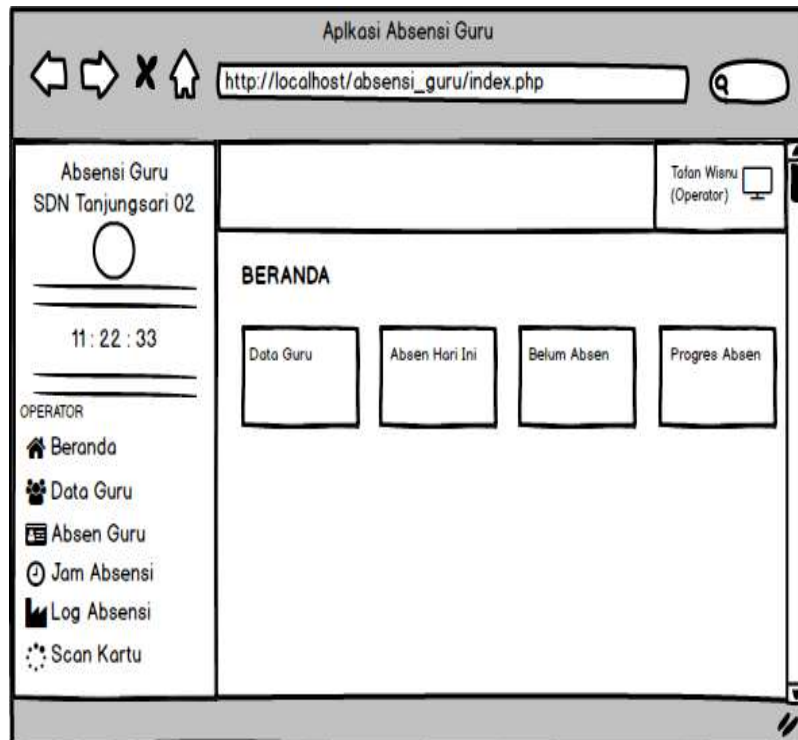 Aplkasi Absensi Guru
http://localhost/absensi_guru/index.php
Absensi Guru
SDN Tanjungsari 02
11 : 22 : 33
OPERATOR
Beranda
Data Guru
Absen Guru
Jam Absensi
Log Absensi
Scan Kartu
Tafan Wisnu
(Operator)
BERANDA
Data Guru
Absen Hari Ini
Belum Absen
Progres Absen